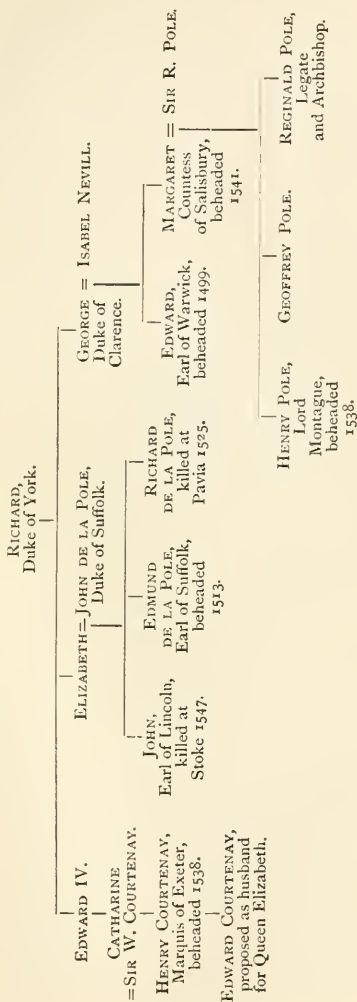 RICHARD,
Duke of York.
EDWARD IV.
CATHARINE
=SIR W. COURTENAY.
HENRY COURTENAY,
Marquis of Exeter,
beheaded 1538.
EDWARD COURTENAY,
proposed as husband
for Queen Elizabeth.
ELIZABETH=JOHN DE LA POLE,
Duke of Suffolk.
JOHN,
Earl of Lincoln,
killed at
Stoke 1547.
EDMUND
DE LA POLE,
Earl of Suffolk,
beheaded
1513.
RICHARD
DE LA POLE,
killed at
Pavia 1525.
GEORGE = ISABEL NEVILL.
Duke of
Clarence.
EDWARD,
Earl of Warwick,
beheaded 1499.
MARGARET = SIR R. POLE.
Countess
of Salisbury,
beheaded
1541.
HENRY POLE,
Lord
Montague,
beheaded
1538.
GEOFFREY POLE.
REGINALD POLE,
Legate
and Archbishop.